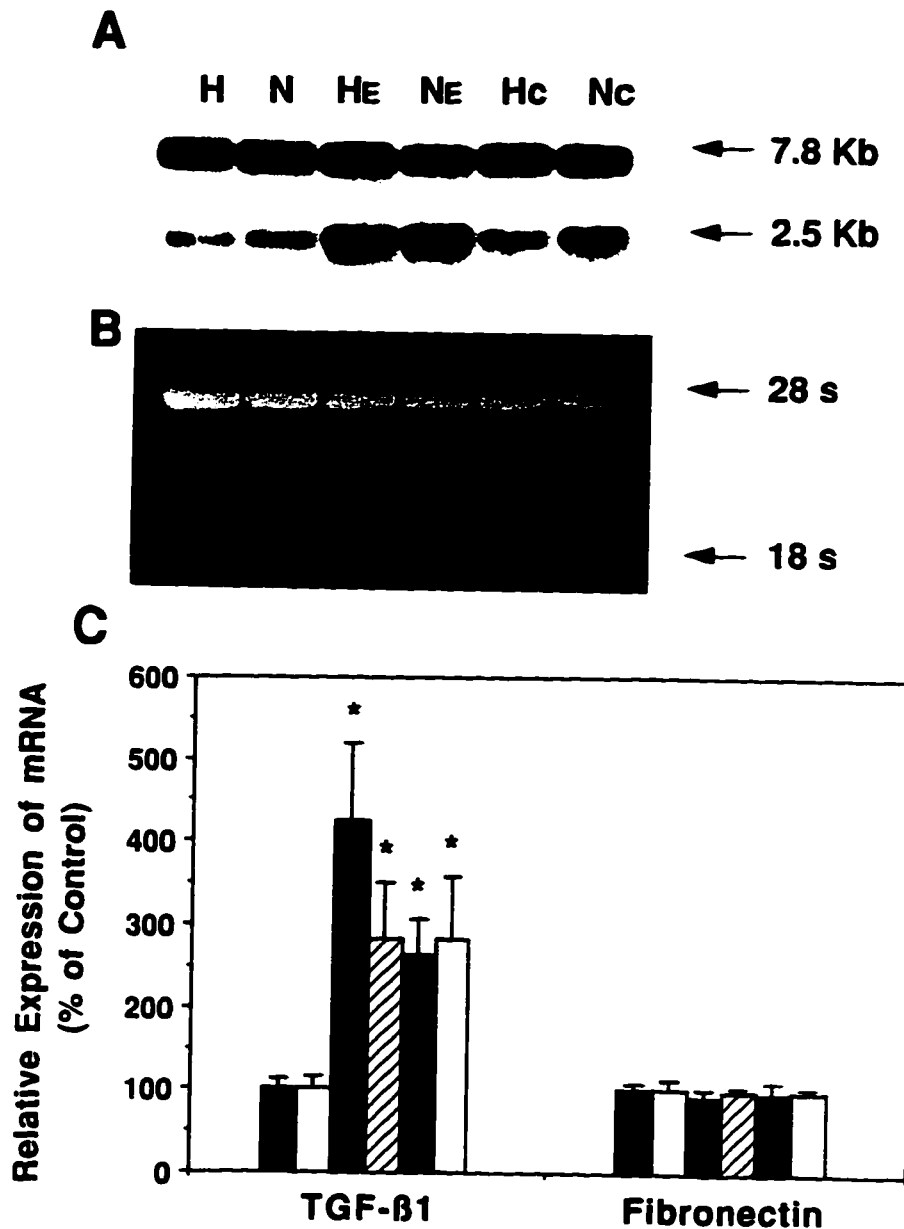 A
H N HE NE HC NC
7.8 Kb
2.5 Kb
B
28 s
18 s
C
Relative Expression of mRNA
(% of Control)
600
500
400
300
200
100
0
*
*
*
*
TGF-ß1 Fibronectin